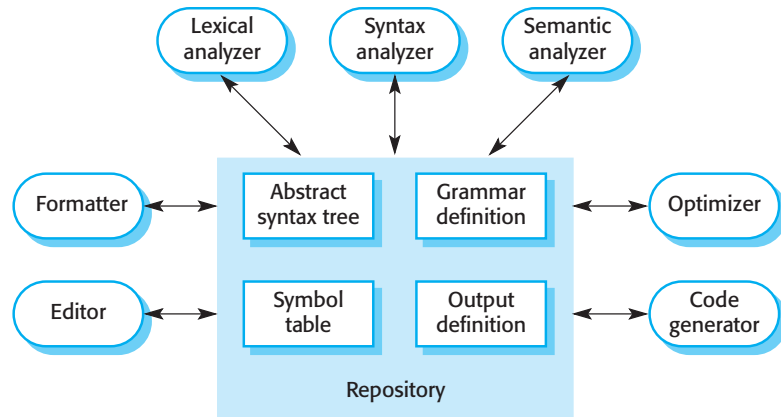 Lexical
analyzer
Syntax
analyzer
Semantic
analyzer
Formatter
Abstract
syntax tree
Grammar
definition
Optimizer
Editor
Symbol
table
Output
definition
Code
generator
Repository